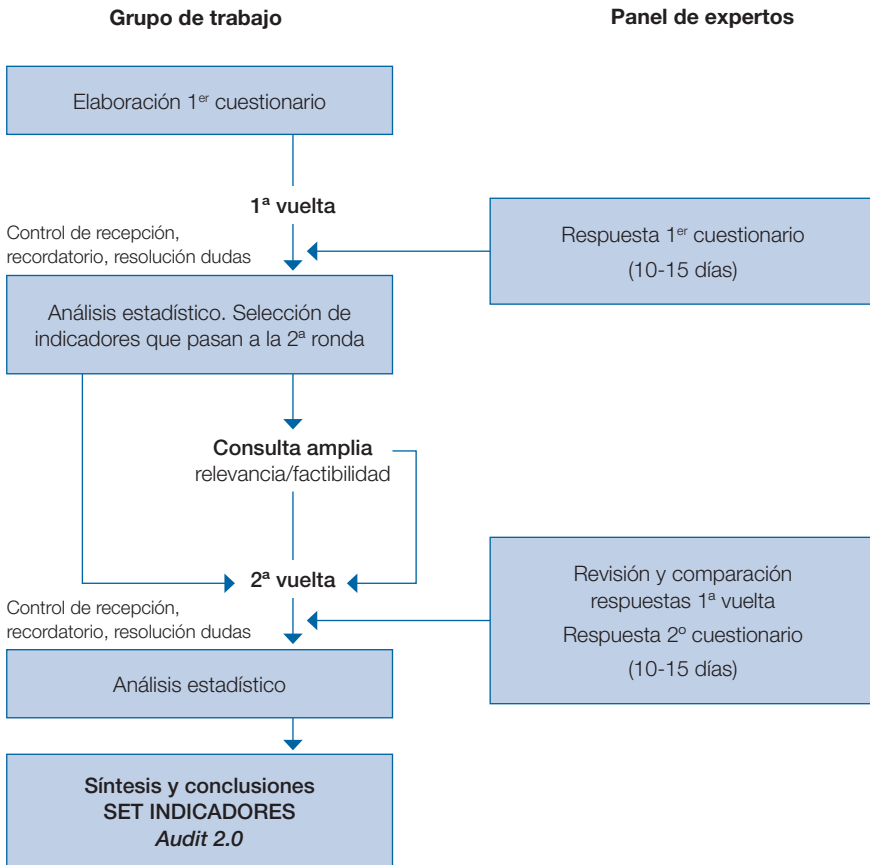 Grupo de trabajo
Panel de expertos
Elaboración 1er cuestionario
1ª vuelta
Control de recepción,
recordatorio, resolución dudas
Respuesta 1er cuestionario
(10-15 días)
Análisis estadístico. Selección de
indicadores que pasan a la 2ª ronda
Consulta amplia
relevancia/factibilidad
2ª vuelta
Control de recepción,
recordatorio, resolución dudas
Revisión y comparación
respuestas 1ª vuelta
Respuesta 2º cuestionario
(10-15 días)
Análisis estadístico
Síntesis y conclusiones
SET INDICADORES
Audit 2.0